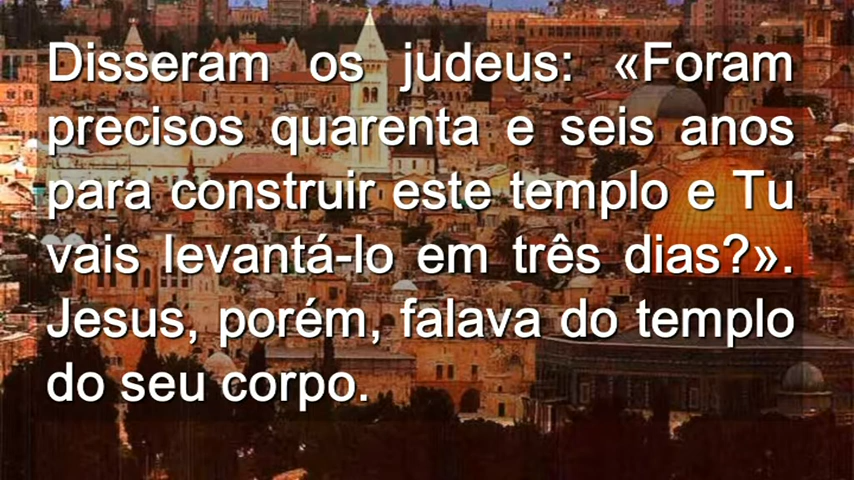 Disseram os judeus: «Foram
precisos quarenta e seis anos
para construir este templo e Tu
vais levantá-lo em três dias?».
Jesus, porém, falava do templo
do seu corpo.